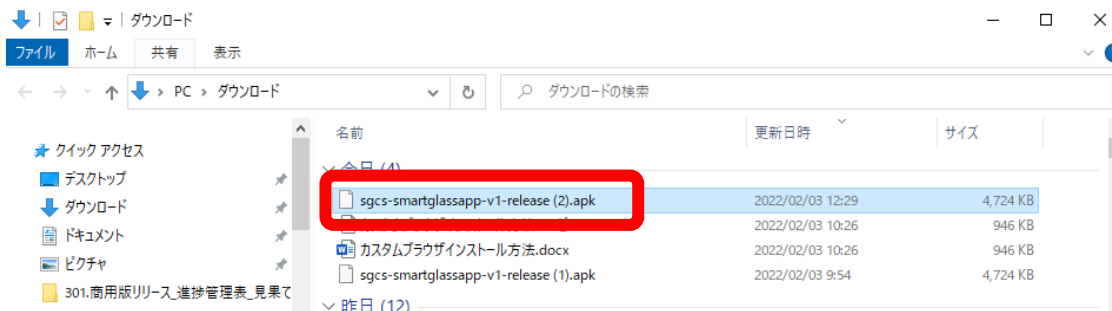 ダウンロード
ファイル ホーム 共有 表示
PC › ダウンロード ダウンロードの検索
名前 更新日時 サイズ
クイック アクセス
今日 (4)
デスクトップ
sgcs-smartglassapp-v1-release (2).apk 2022/02/03 12:29 4,724 KB
ダウンロード
2022/02/03 10:26 946 KB
ドキュメント
カスタムブラウザインストール方法.docx 2022/02/03 10:26 946 KB
ピクチャ
sgcs-smartglassapp-v1-release (1).apk 2022/02/03 9:54 4,724 KB
301.商用版リリース_進捗管理表_見果て
昨日 (12)